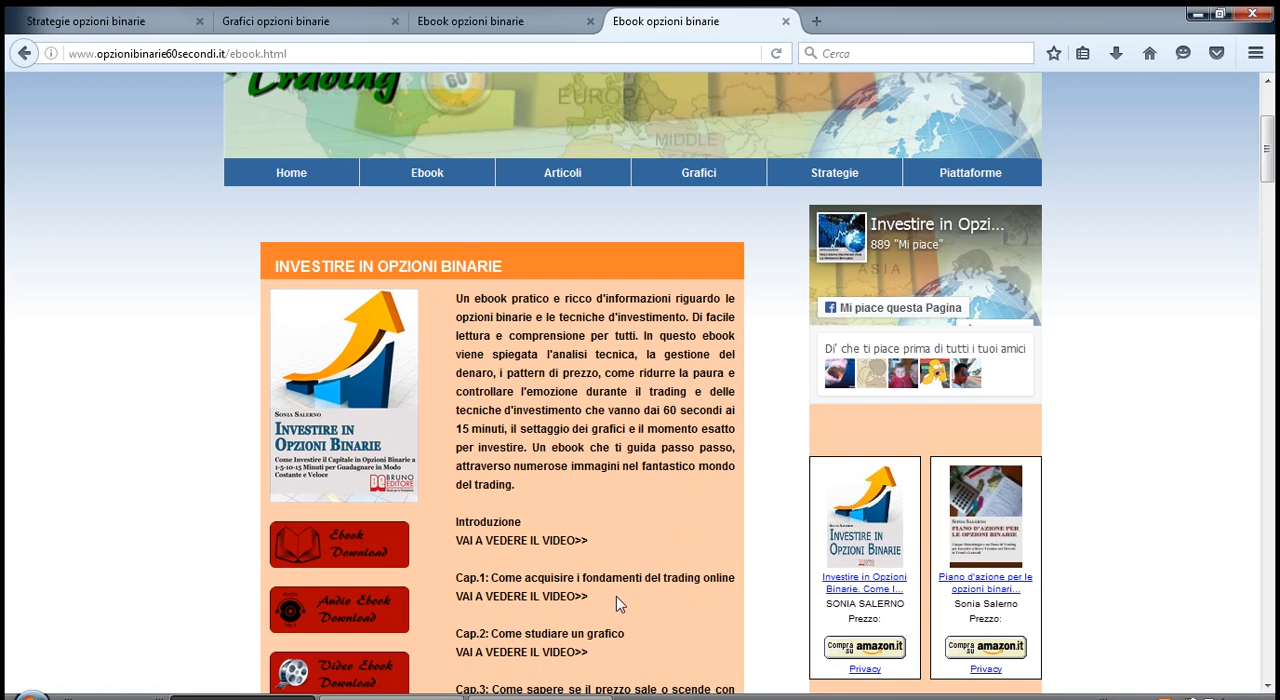 Strategie opzioni binarie
Grafici opzioni binarie
Ebook opzioni binarie
Ebook opzioni binarie
www.opzionibinarie60secondi.it/ebook.html
Cerca
Trading
60
EUROPA
MIDDLE
EAST
Home
Ebook
Articoli
Grafici
Strategie
Piattaforme
INVESTIRE IN OPZIONI BINARIE
SONIA SALERNO
INVESTIRE IN
OPZIONI BINARIE
Come Investire il Capitale in Opzioni Binarie a
1-5-10-15 Minuti per Guadagnare in Modo
Costante e Veloce
BRUNO
EDITORE
Ebook
Download
Audio Ebook
Download
Video Ebook
Download
Un ebook pratico e ricco d'informazioni riguardo le
opzioni binarie e le tecniche d'investimento. Di facile
lettura e comprensione per tutti. In questo ebook
viene spiegata l'analisi tecnica, la gestione del
denaro, i pattern di prezzo, come ridurre la paura e
controllare l'emozione durante il trading e delle
tecniche d'investimento che vanno dai 60 secondi ai
15 minuti, il settaggio dei grafici e il momento esatto
per investire. Un ebook che ti guida passo passo,
attraverso numerose immagini nel fantastico mondo
del trading.
Introduzione
VAI A VEDERE IL VIDEO>>
Cap.1: Come acquisire i fondamenti del trading online
VAI A VEDERE IL VIDEO>>
Cap.2: Come studiare un grafico
VAI A VEDERE IL VIDEO>>
Cap.3: Come sapere se il prezzo sale o scende con
Investire in Opzi...
889 "Mi piace"
ASIA
Mi piace questa Pagina
Di' che ti piace prima di tutti i tuoi amici
INVESTIRE IN
OPZIONI BINARIE
Investire in Opzioni
Binarie. Come I...
SONIA SALERNO
Prezzo:
Compra su amazon.it
Privacy
SONIA SALERNO
PIANO D'AZIONE PER
LE OPZIONI BINARIE
Piano d'azione per le
opzioni binari...
Sonia Salerno
Prezzo:
Compra su amazon.it
Privacy